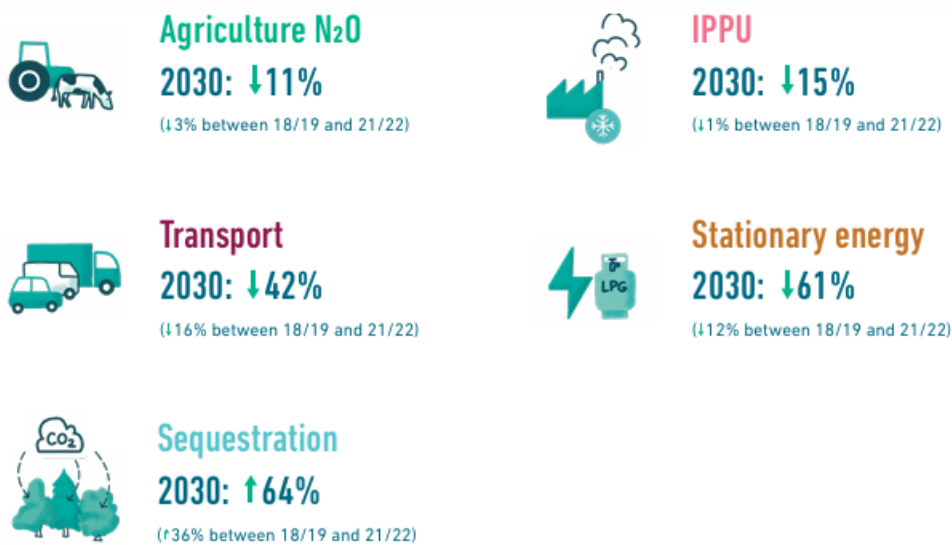 Agriculture N₂O
2030: ↓11%
(↓3% between 18/19 and 21/22)
IPPU
2030: ↓15%
(↓1% between 18/19 and 21/22)
Transport
2030: ↓42%
(↓16% between 18/19 and 21/22)
LPG
Stationary energy
2030: ↓61%
(↓12% between 18/19 and 21/22)
CO₂
Sequestration
2030: ↑64%
(↑36% between 18/19 and 21/22)